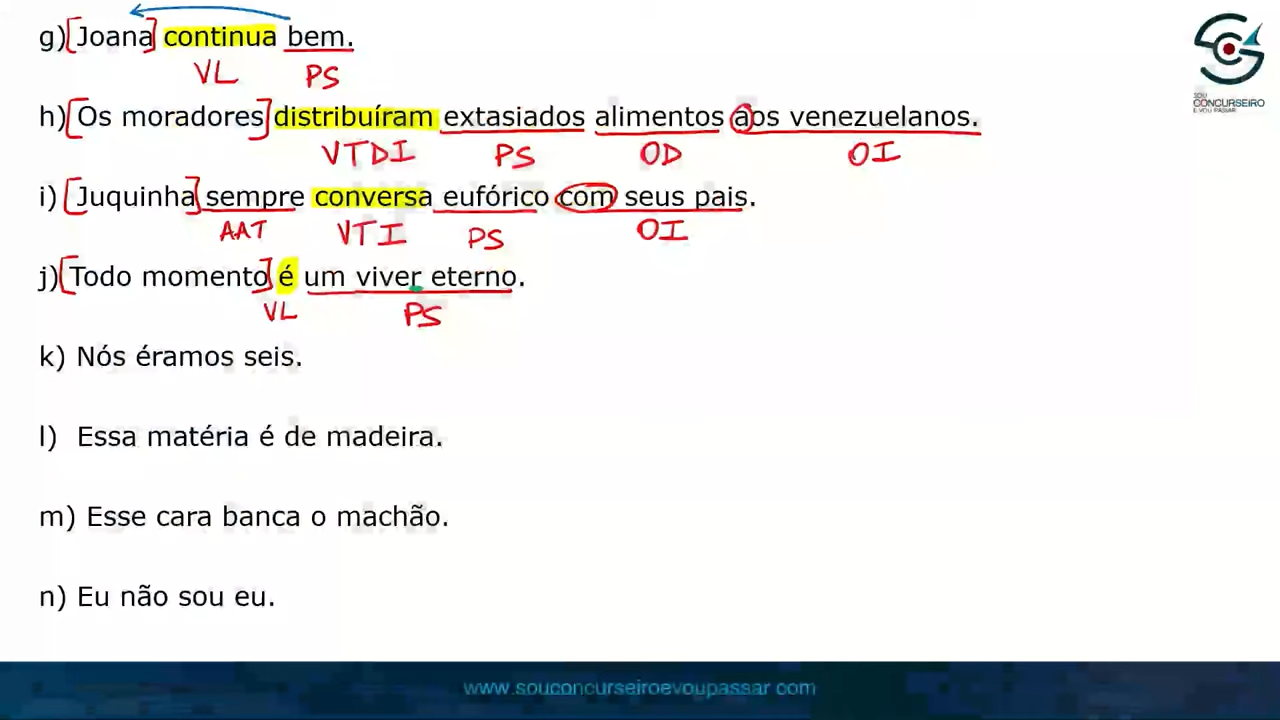 g) [Joana] continua bem.
VL PS
h) [Os moradores] distribuíram extasiados alimentos aos venezuelanos.
VTDI PS OD OI
i) [Juquinha] sempre conversa eufórico com seus pais.
AAT VTI PS OI
j) [Todo momento] é um viver eterno.
VL PS
k) Nós éramos seis.
l) Essa matéria é de madeira.
m) Esse cara banca o machão.
n) Eu não sou eu.
SOU
CONCURSEIRO
E VOU PASSAR
www.souconcurseiroevoupassar.com